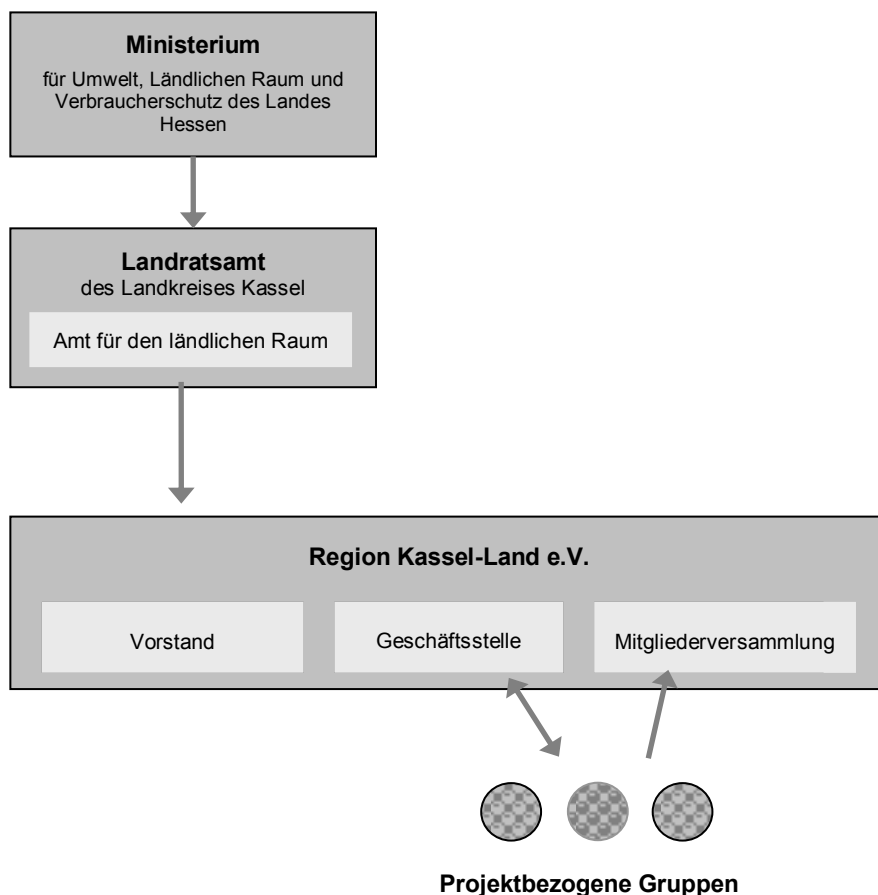 Ministerium
für Umwelt, Ländlichen Raum und
Verbraucherschutz des Landes
Hessen
Landratsamt
des Landkreises Kassel
Amt für den ländlichen Raum
Region Kassel-Land e.V.
Vorstand
Geschäftsstelle
Mitgliederversammlung
Projektbezogene Gruppen